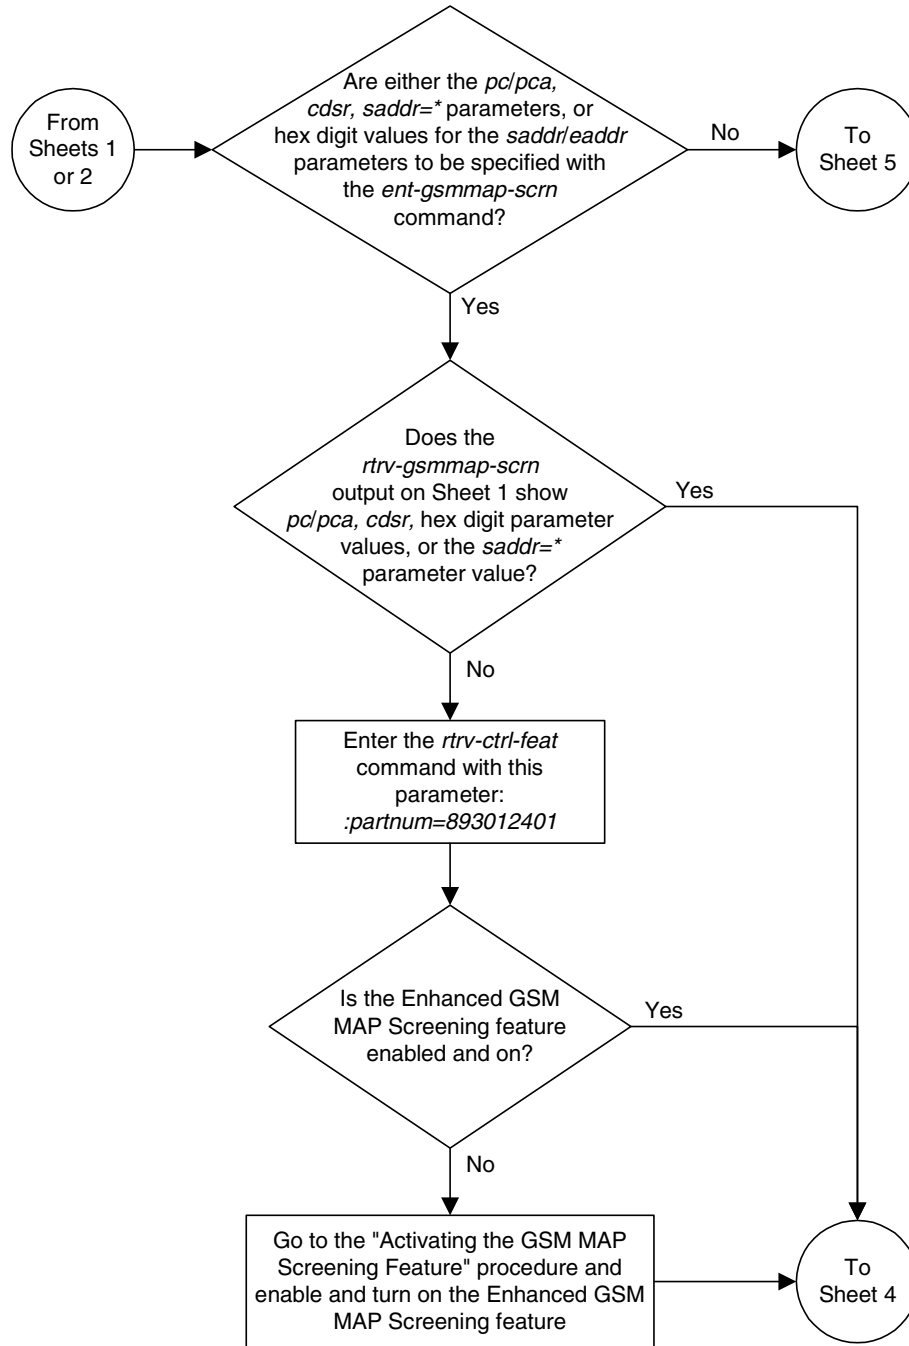 Are either the pc/pca,
cdsr, saddr=* parameters, or
hex digit values for the saddr/eaddr
parameters to be specified with
the ent-gsmmap-scrn
command?
From
Sheets 1
or 2
No
To
Sheet 5
Yes
Does the
rtrv-gsmmap-scrn
output on Sheet 1 show
pc/pca, cdsr, hex digit parameter
values, or the saddr=*
parameter value?
Yes
No
Enter the rtrv-ctrl-feat
command with this
parameter:
:partnum=893012401
Is the Enhanced GSM
MAP Screening feature
enabled and on?
Yes
No
Go to the "Activating the GSM MAP
Screening Feature" procedure and
enable and turn on the Enhanced GSM
MAP Screening feature
To
Sheet 4